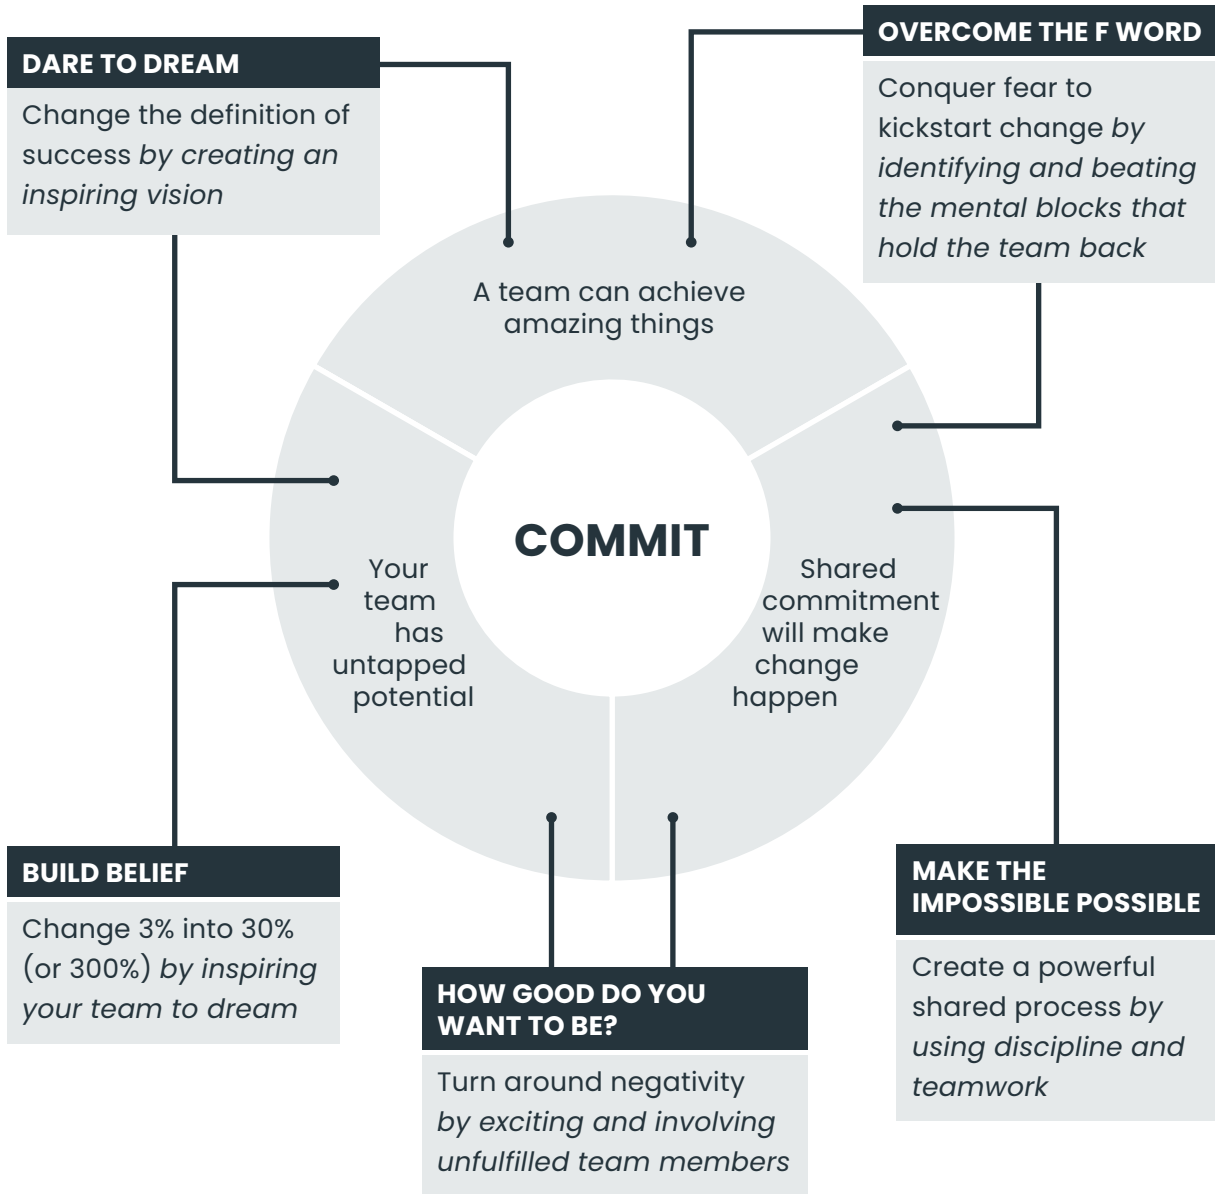 DARE TO DREAM
Change the definition of
success by creating an
inspiring vision
OVERCOME THE F WORD
Conquer fear to
kickstart change by
identifying and beating
the mental blocks that
hold the team back
A team can achieve
amazing things
COMMIT
Your
team
has
untapped
potential
Shared
commitment
will make
change
happen
BUILD BELIEF
Change 3% into 30%
(or 300%) by inspiring
your team to dream
HOW GOOD DO YOU
WANT TO BE?
Turn around negativity
by exciting and involving
unfulfilled team members
MAKE THE
IMPOSSIBLE POSSIBLE
Create a powerful
shared process by
using discipline and
teamwork